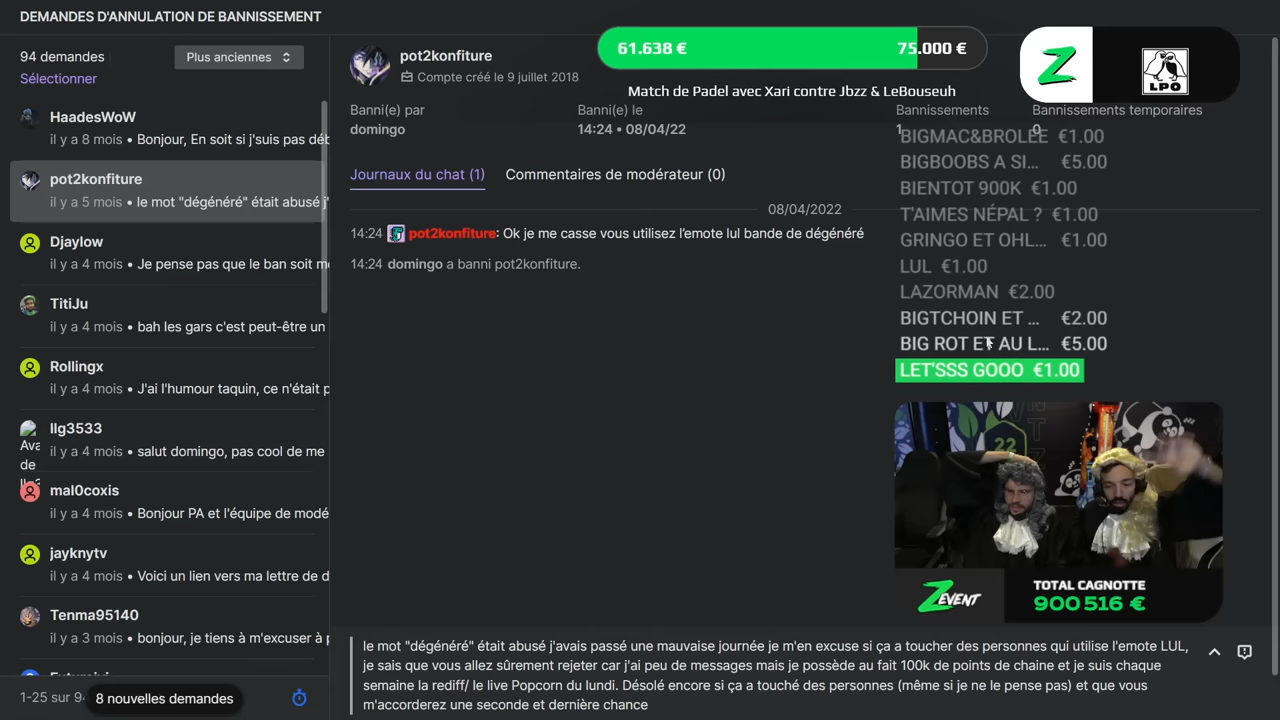 DEMANDES D'ANNULATION DE BANNISSEMENT
94 demandes
Plus anciennes
Sélectionner
HaadesWoW
il y a 8 mois • Bonjour, En soit si j'suis pas déb
pot2konfiture
il y a 5 mois • le mot "dégénéré" était abusé j'
Djaylow
il y a 4 mois • Je pense pas que le ban soit mé
TitiJu
il y a 4 mois • bah les gars c'est peut-être un
Rollingx
il y a 4 mois • J'ai l'humour taquin, ce n'était p
Ilg3533
il y a 4 mois • salut domingo, pas cool de me
Ava
de
mal0coxis
il y a 4 mois • Bonjour PA et l'équipe de modé
jayknytv
il y a 4 mois • Voici un lien vers ma lettre de d
Tenma95140
il y a 3 mois • bonjour, je tiens à m'excuser à p
1-25 sur 9
8 nouvelles demandes
pot2konfiture
Compte créé le 9 juillet 2018
61.638 €
75.000 €
Match de Padel avec Xari contre Jbzz & LeBouseuh
Z
LPO
Banni(e) par
domingo
Banni(e) le
14:24 • 08/04/22
Bannissements
1
Bannissements temporaires
0
Journaux du chat (1)
Commentaires de modérateur (0)
08/04/2022
14:24 pot2konfiture: Ok je me casse vous utilisez l'emote lul bande de dégénéré
14:24 domingo a banni pot2konfiture.
BIGMAC&BROLEE €1.00
BIGBOOBS A SI... €5.00
BIENTOT 900K €1.00
T'AIMES NÉPAL ? €1.00
GRINGO ET OHL... €1.00
LUL €1.00
LAZORMAN €2.00
BIGTCHOIN ET ... €2.00
BIG ROT ET AU L... €5.00
LET'SSS GOOO €1.00
22
ZEVENT
TOTAL CAGNOTTE
900 516 €
le mot "dégénéré" était abusé j'avais passé une mauvaise journée je m'en excuse si ça a toucher des personnes qui utilise l'emote LUL,
je sais que vous allez sûrement rejeter car j'ai peu de messages mais je possède au fait 100k de points de chaine et je suis chaque
semaine la rediff/ le live Popcorn du lundi. Désolé encore si ça a touché des personnes (même si je ne le pense pas) et que vous
m'accorderez une seconde et dernière chance